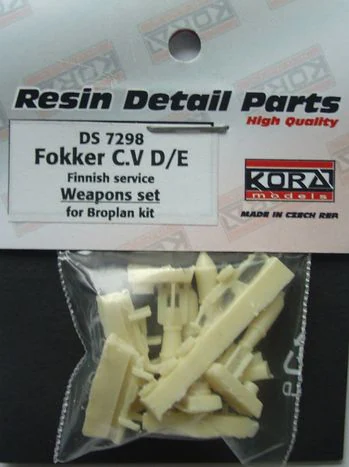 Resin Detail Parts
High Quality
DS 7298
Fokker C.V D/E
Finnish service
Weapons set
for Broplan kit
KORA
models
MADE IN CZECH REP.